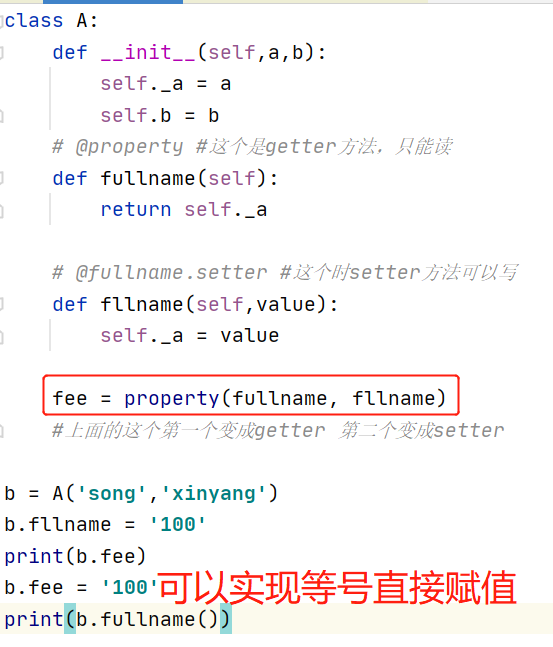 class A:
    def __init__(self,a,b):
        self._a = a
        self.b = b
    # @property #这个是getter方法，只能读
    def fullname(self):
        return self._a
    # @fullname.setter #这个时setter方法可以写
    def fllname(self,value):
        self._a = value
    fee = property(fullname, fllname)
    #上面的这个第一个变成getter 第二个变成setter
b = A('song','xinyang')
b.fllname = '100'
print(b.fee)
b.fee = '100'可以实现等号直接赋值
print(b.fullname())